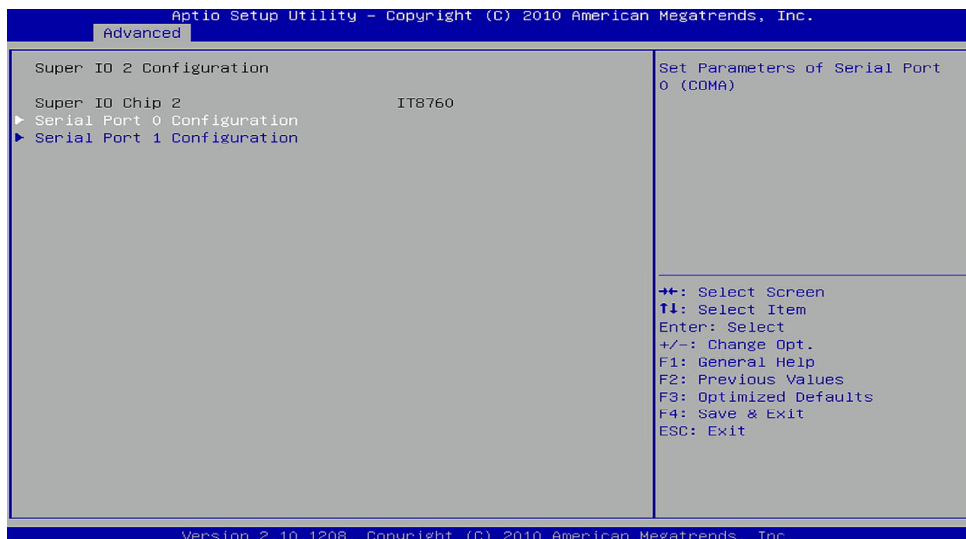 Aptio Setup Utility – Copyright (C) 2010 American Megatrends, Inc.
Advanced
Super IO 2 Configuration
Super IO Chip 2 IT8760
► Serial Port 0 Configuration
► Serial Port 1 Configuration
Set Parameters of Serial Port
0 (COMA)
→←: Select Screen
↑↓: Select Item
Enter: Select
+/-: Change Opt.
F1: General Help
F2: Previous Values
F3: Optimized Defaults
F4: Save & Exit
ESC: Exit
Version 2.10.1208. Copyright (C) 2010 American Megatrends, Inc.